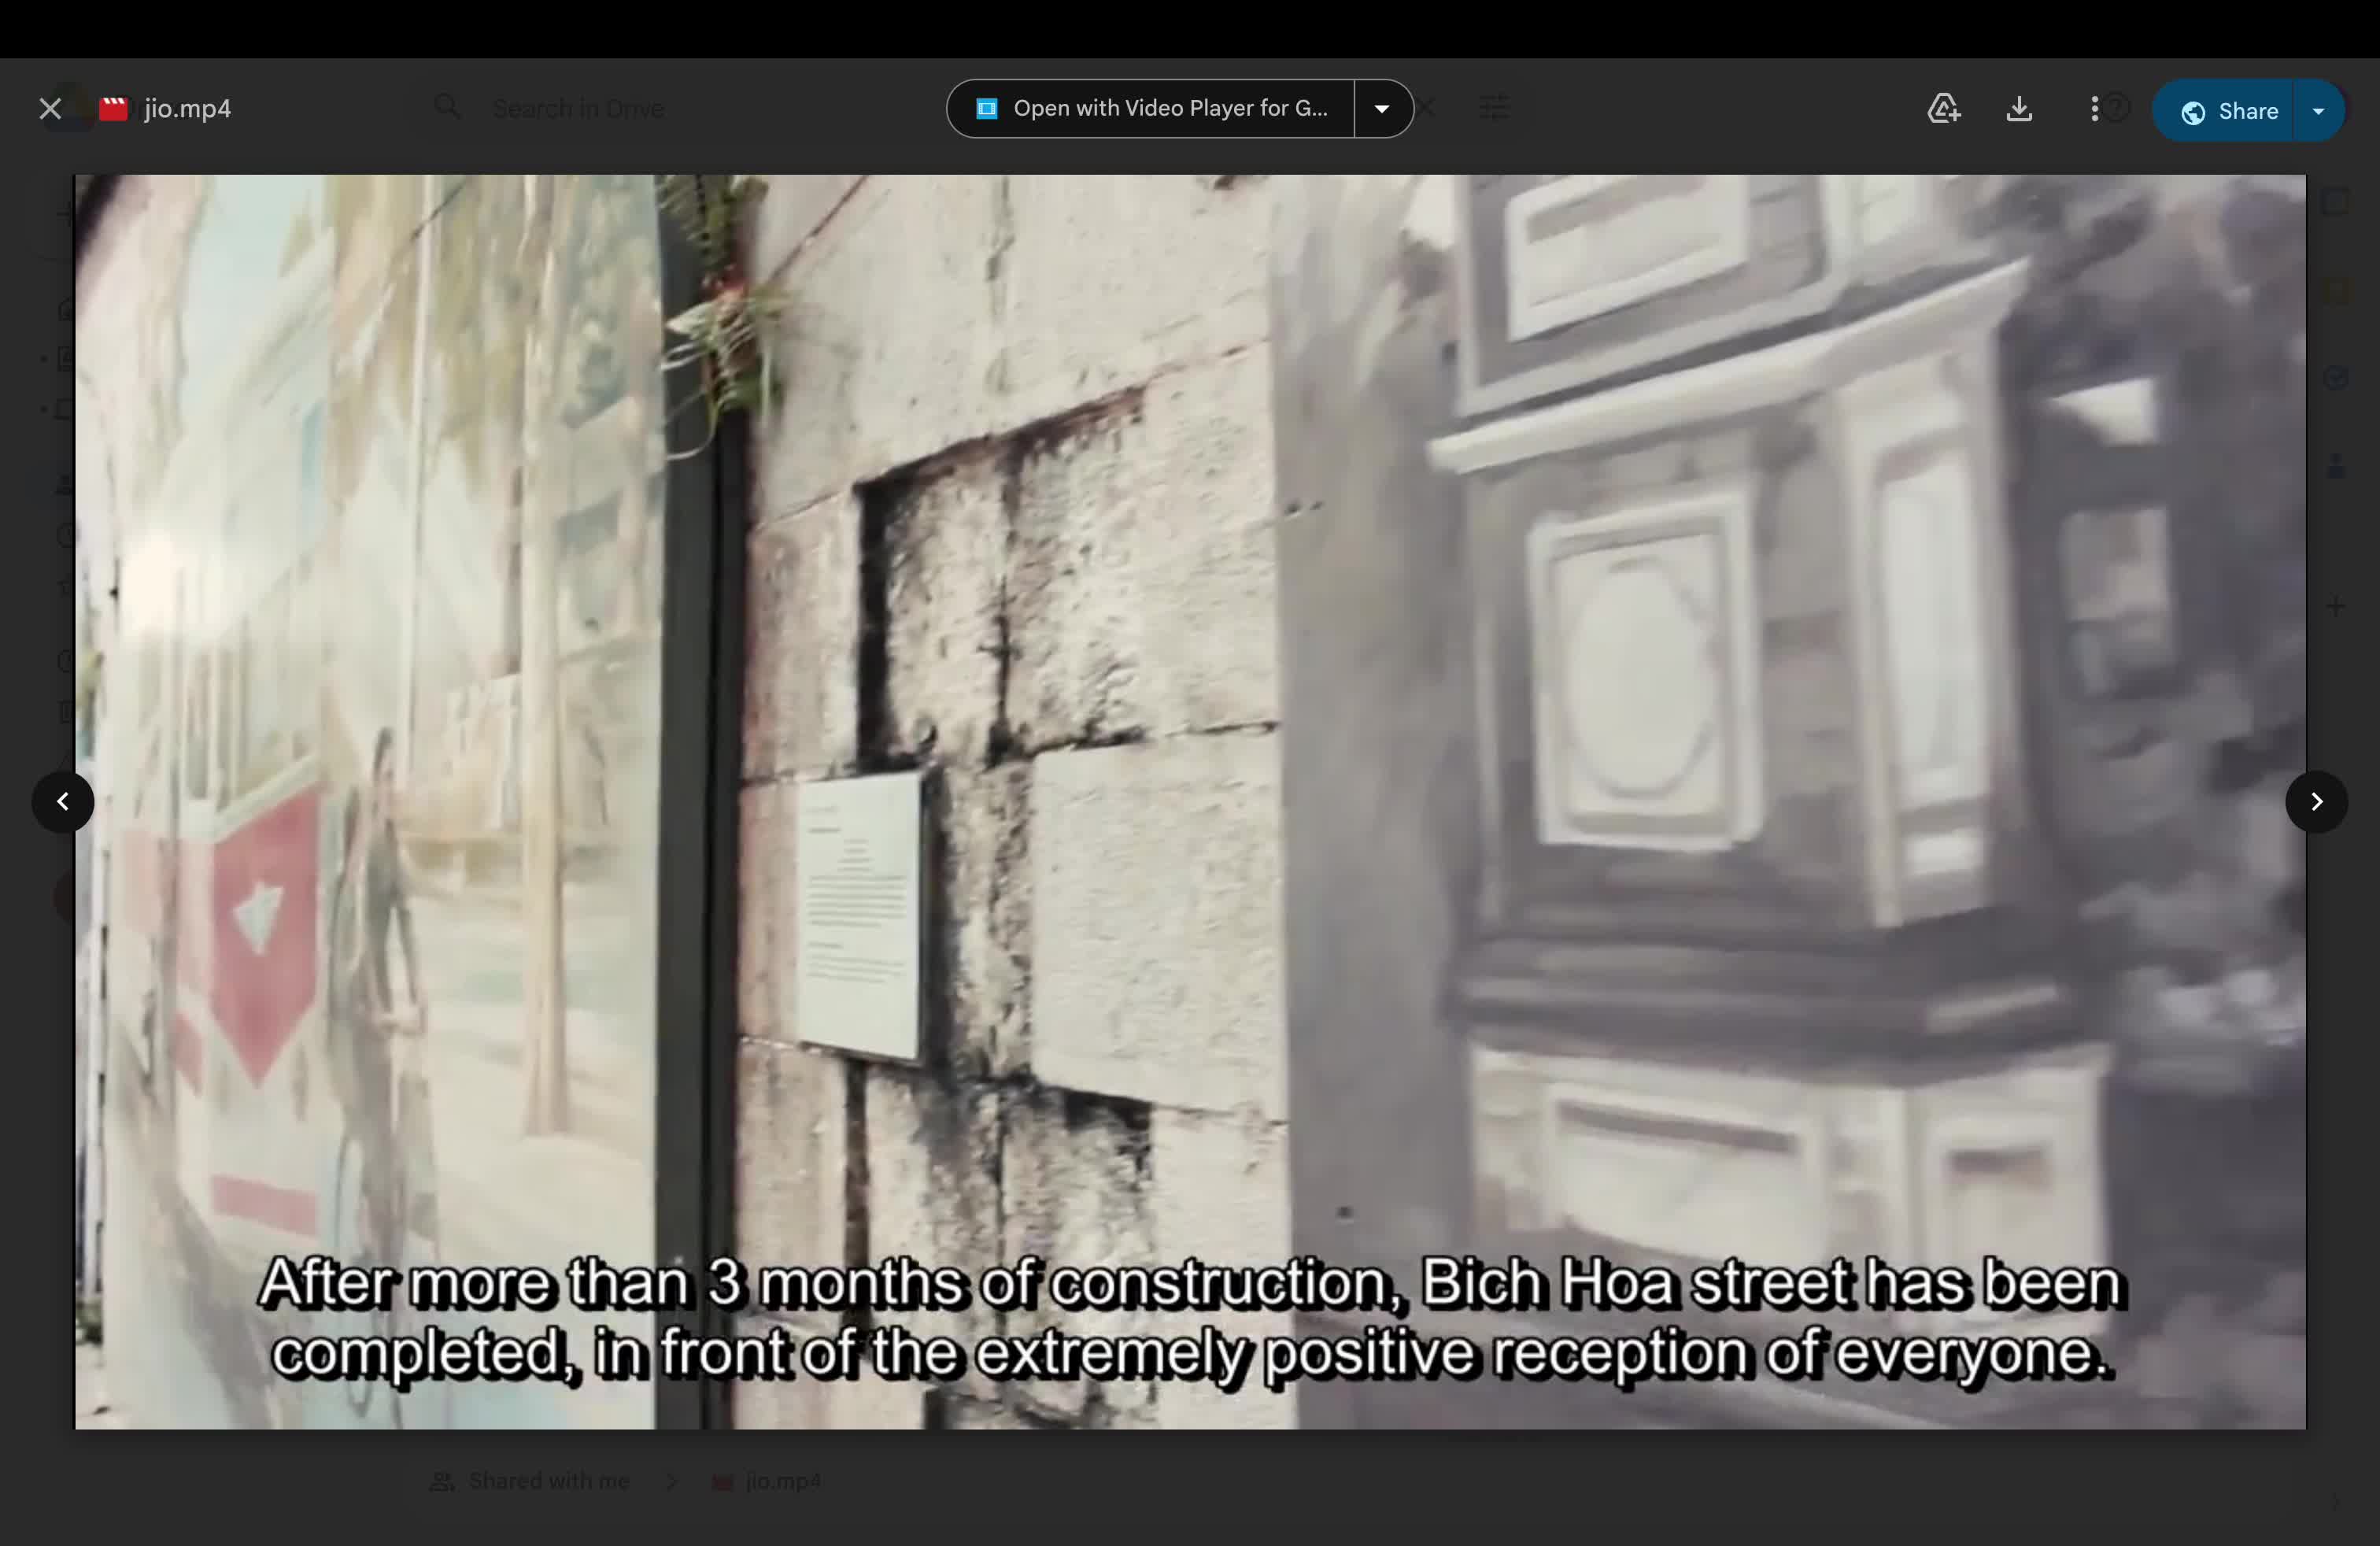 jio.mp4
Search in Drive
Open with Video Player for G...
Share
After more than 3 months of construction, Bich Hoa street has been
completed, in front of the extremely positive reception of everyone.
Shared with me
jio.mp4